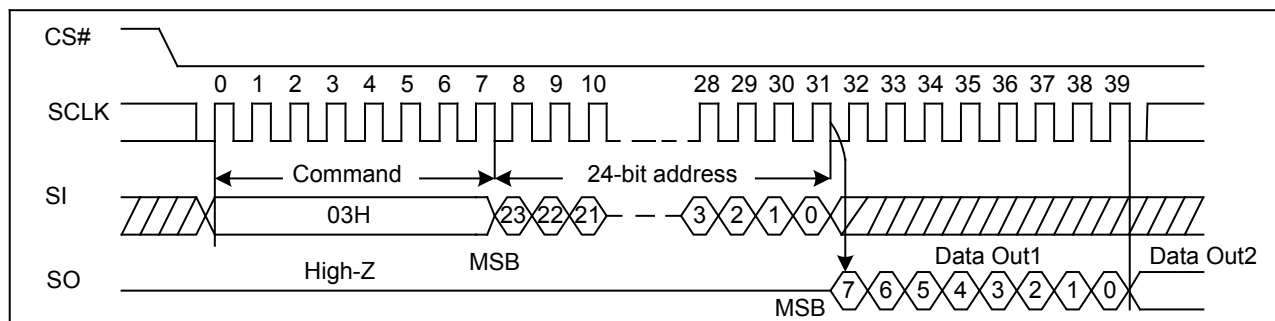 CS#
0 1 2 3 4 5 6 7 8 9 10 28 29 30 31 32 33 34 35 36 37 38 39
SCLK
Command 24-bit address
SI 03H 23 22 21 3 2 1 0
High-Z MSB Data Out1 Data Out2
SO MSB 7 6 5 4 3 2 1 0